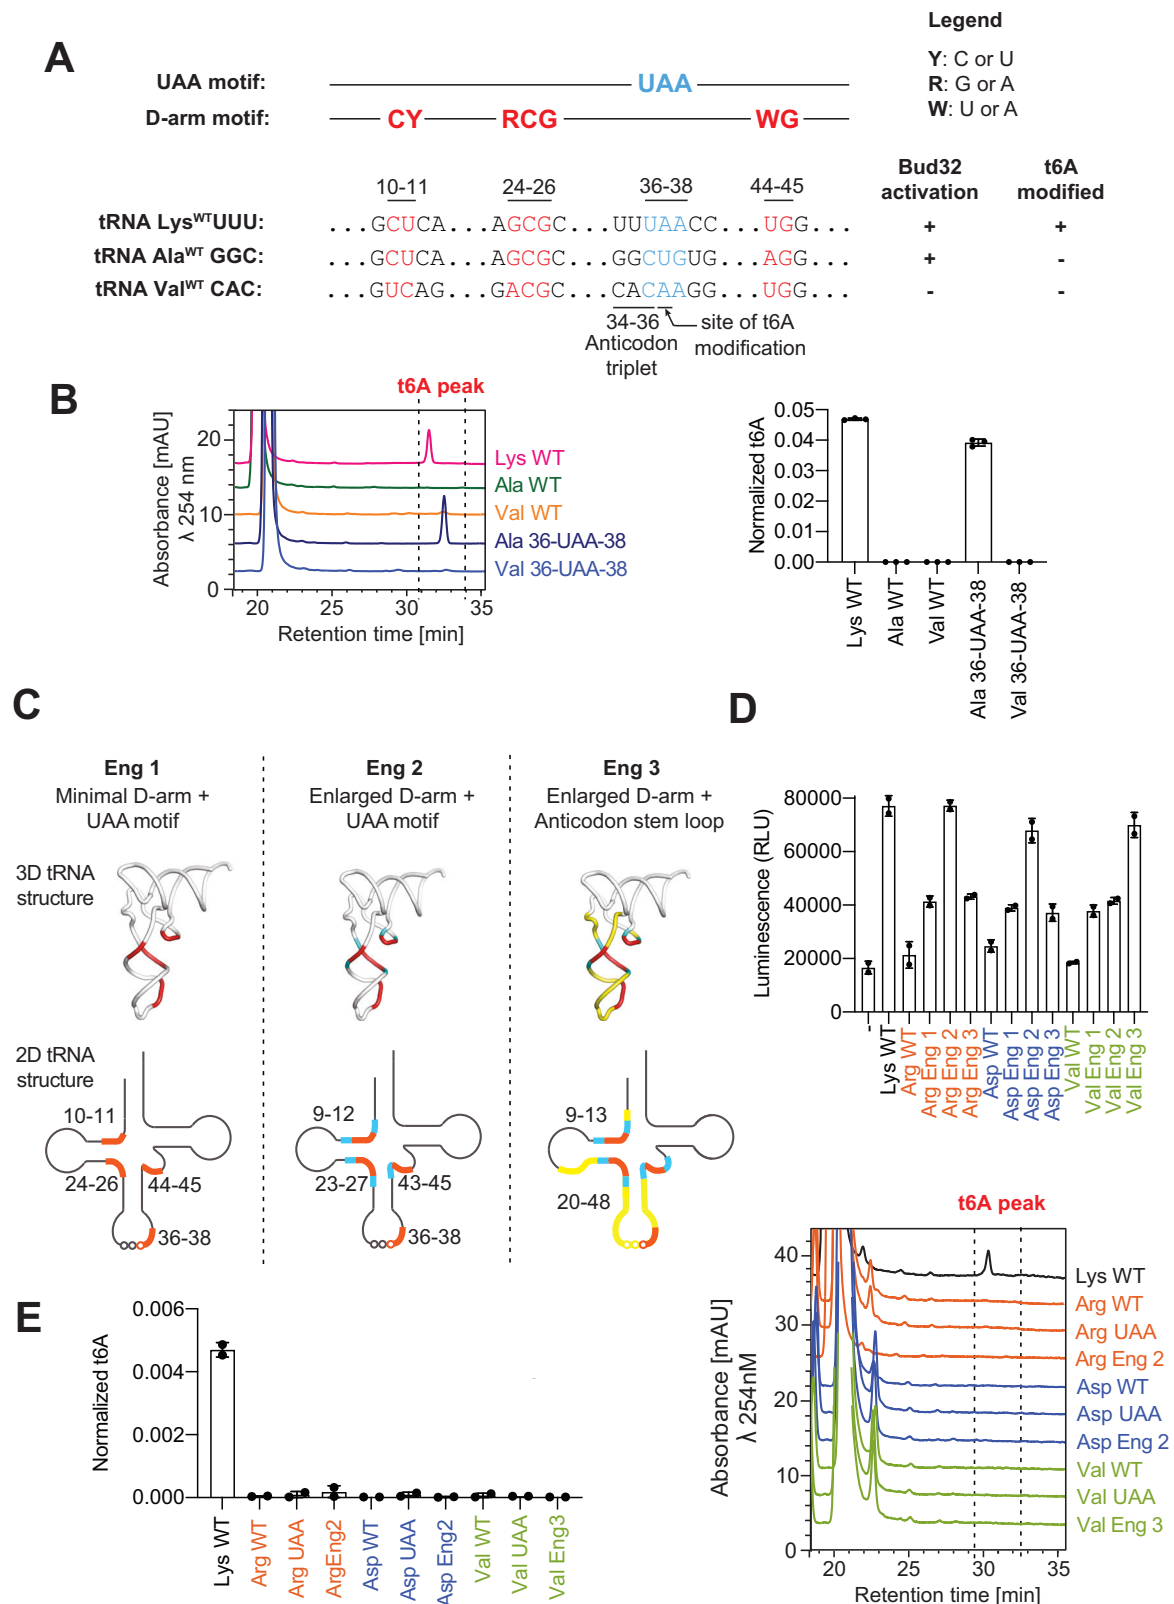 A
Legend
Y: C or U
R: G or A
W: U or A
UAA motif:
UAA
D-arm motif:
CY
RCG
WG
10-11
24-26
36-38
44-45
Bud32 activation
t6A modified
tRNA LysWTUUU:
...GCUCA...AGCGC...UUUUAACC...UGG...
+
+
tRNA AlaWT GGC:
...GCUCA...AGCGC...GGCUGUG...AGG...
+
-
tRNA ValWT CAC:
...GUCAG...GACGC...CACAAGG...UGG...
-
-
34-36
Anticodon
triplet
site of t6A
modification
B
t6A peak
Absorbance [mAU]
λ 254 nm
20
10
0
20
25
30
35
Retention time [min]
Lys WT
Ala WT
Val WT
Ala 36-UAA-38
Val 36-UAA-38
Normalized t6A
0.05
0.04
0.03
0.02
0.01
0.00
Lys WT
Ala WT
Val WT
Ala 36-UAA-38
Val 36-UAA-38
C
Eng 1
Minimal D-arm +
UAA motif
Eng 2
Enlarged D-arm +
UAA motif
Eng 3
Enlarged D-arm +
Anticodon stem loop
3D tRNA
structure
2D tRNA
structure
10-11
24-26
44-45
36-38
9-12
23-27
43-45
36-38
9-13
20-48
D
Luminescence (RLU)
80000
60000
40000
20000
0
-
Lys WT
Arg WT
Arg Eng 1
Arg Eng 2
Arg Eng 3
Asp WT
Asp Eng 1
Asp Eng 2
Asp Eng 3
Val WT
Val Eng 1
Val Eng 2
Val Eng 3
E
Normalized t6A
0.006
0.004
0.002
0.000
Lys WT
Arg WT
Arg UAA
ArgEng2
Asp WT
Asp UAA
Asp Eng2
Val WT
Val UAA
Val Eng3
t6A peak
Absorbance [mAU]
λ 254nM
40
30
20
10
0
20
25
30
35
Retention time [min]
Lys WT
Arg WT
Arg UAA
Arg Eng 2
Asp WT
Asp UAA
Asp Eng 2
Val WT
Val UAA
Val Eng 3